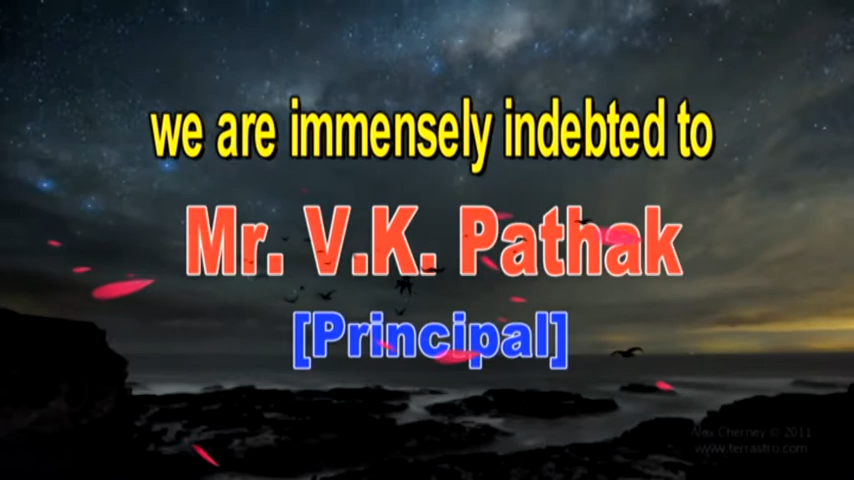 we are immensely indebted to
Mr. V.K. Pathak
[Principal]
Alex Cherney © 2011
www.terrastro.com